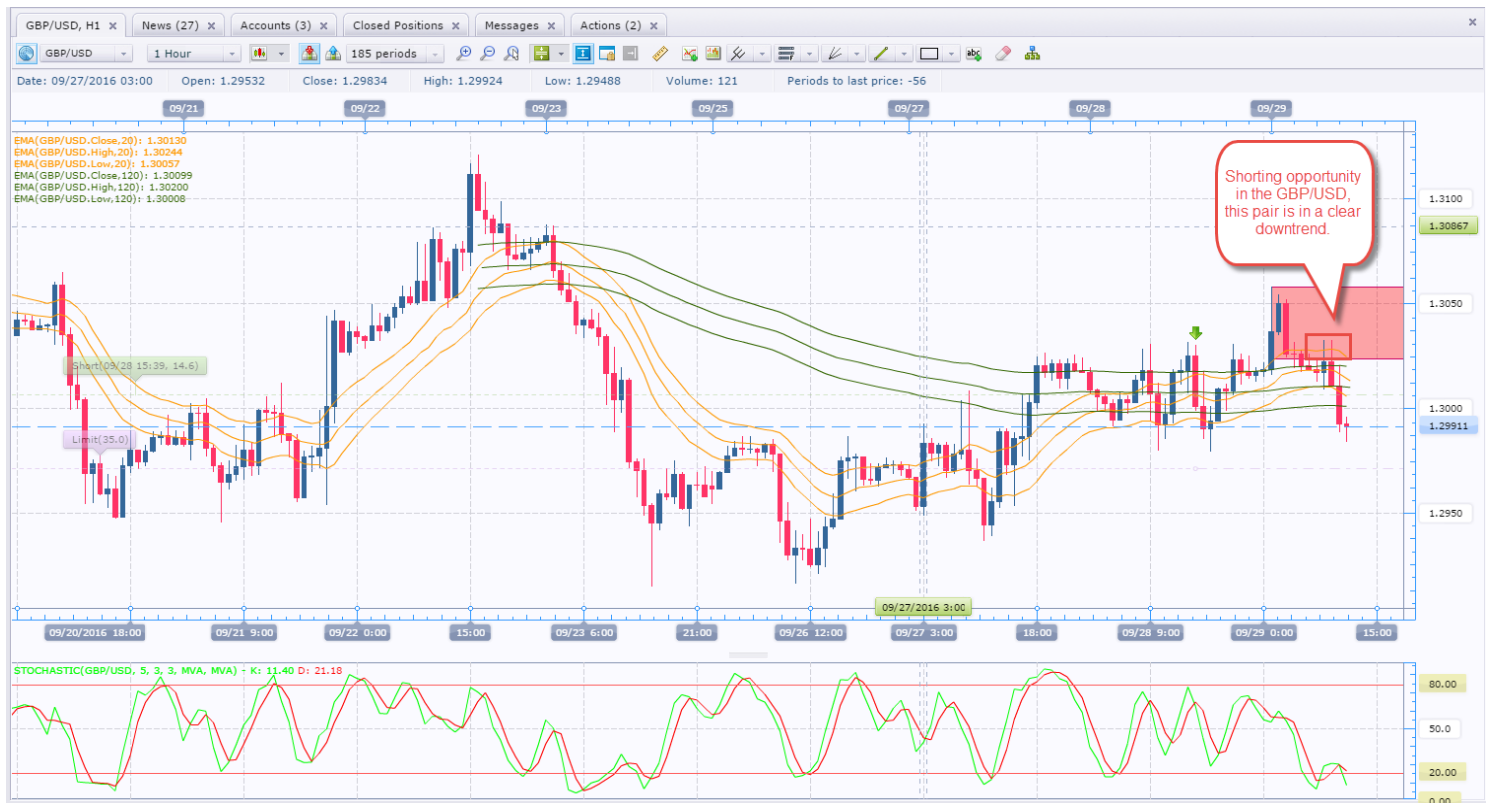 GBP/USD, H1
News (27)
Accounts (3)
Closed Positions
Messages
Actions (2)
GBP/USD
1 Hour
185 periods
abc
Date: 09/27/2016 03:00 Open: 1.29532 Close: 1.29834 High: 1.29924 Low: 1.29488 Volume: 121 Periods to last price: -56
09/21 09/22 09/23 09/25 09/27 09/28 09/29
EMA(GBP/USD.Close,20): 1.30130
EMA(GBP/USD.High,20): 1.30244
EMA(GBP/USD.Low,20): 1.30057
EMA(GBP/USD.Close,120): 1.30099
EMA(GBP/USD.High,120): 1.30200
EMA(GBP/USD.Low,120): 1.30008
Shorting opportunity
in the GBP/USD,
this pair is in a clear
downtrend.
1.3100
1.30867
1.3050
Short(09/28 15:39, 14.6)
1.3000
1.29911
Limit(35.0)
1.2950
09/27/2016 3:00
09/20/2016 18:00 09/21 9:00 09/22 0:00 15:00 09/23 6:00 21:00 09/26 12:00 09/27 3:00 18:00 09/28 9:00 09/29 0:00 15:00
STOCHASTIC(GBP/USD, 5, 3, 3, MVA, MVA) - K: 11.40 D: 21.18
80.00
50.0
20.00
0.00